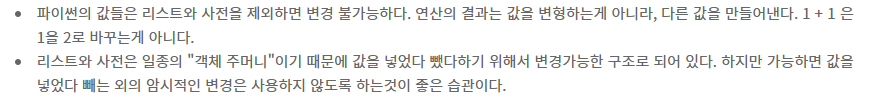 • 파이썬의 값들은 리스트와 사전을 제외하면 변경 불가능하다. 연산의 결과는 값을 변형하는게 아니라, 다른 값을 만들어낸다. 1 + 1 은
1을 2로 바꾸는게 아니다.
• 리스트와 사전은 일종의 "객체 주머니"이기 때문에 값을 넣었다 뺐다하기 위해서 변경가능한 구조로 되어 있다. 하지만 가능하면 값을
넣었다 빼는 외의 암시적인 변경은 사용하지 않도록 하는것이 좋은 습관이다.